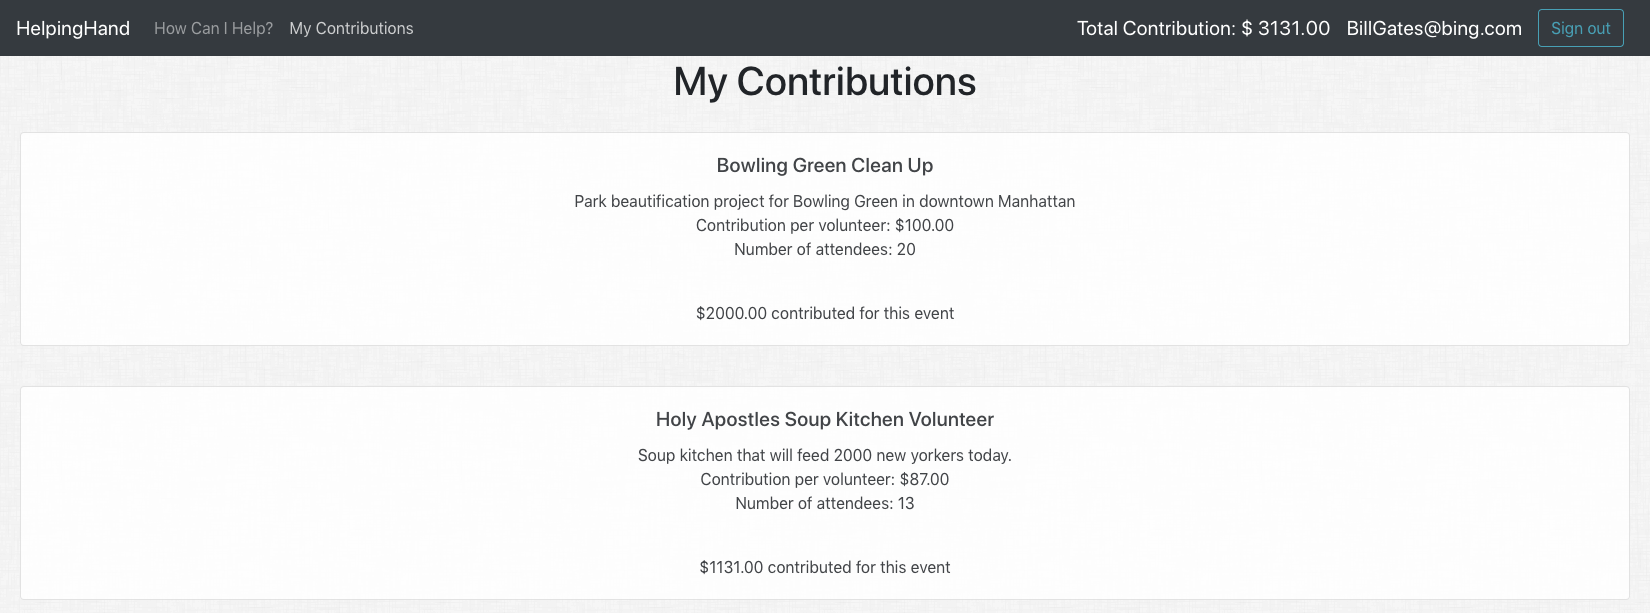 HelpingHand How Can I Help? My Contributions Total Contribution: $ 3131.00 BillGates@bing.com Sign out
My Contributions
Bowling Green Clean Up
Park beautification project for Bowling Green in downtown Manhattan
Contribution per volunteer: $100.00
Number of attendees: 20
$2000.00 contributed for this event
Holy Apostles Soup Kitchen Volunteer
Soup kitchen that will feed 2000 new yorkers today.
Contribution per volunteer: $87.00
Number of attendees: 13
$1131.00 contributed for this event